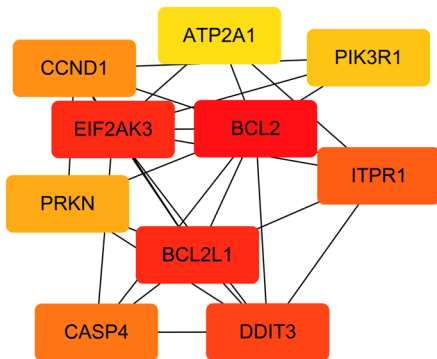 ATP2A1
PIK3R1
CCND1
EIF2AK3
BCL2
ITPR1
PRKN
BCL2L1
CASP4
DDIT3